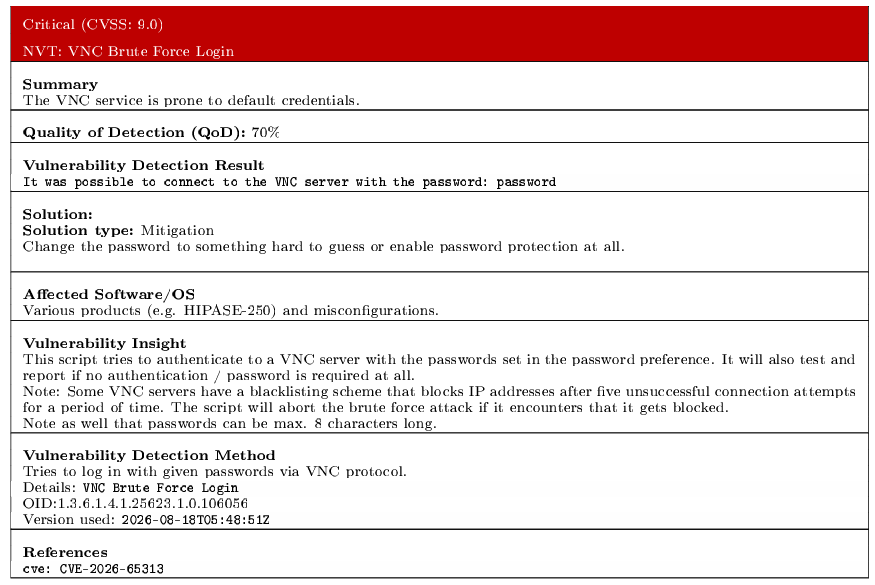 Critical (CVSS: 9.0)
NVT: VNC Brute Force Login
Summary
The VNC service is prone to default credentials.
Quality of Detection (QoD): 70%
Vulnerability Detection Result
It was possible to connect to the VNC server with the password: password
Solution:
Solution type: Mitigation
Change the password to something hard to guess or enable password protection at all.
Affected Software/OS
Various products (e.g. HIPASE-250) and misconfigurations.
Vulnerability Insight
This script tries to authenticate to a VNC server with the passwords set in the password preference. It will also test and
report if no authentication / password is required at all.
Note: Some VNC servers have a blacklisting scheme that blocks IP addresses after five unsuccessful connection attempts
for a period of time. The script will abort the brute force attack if it encounters that it gets blocked.
Note as well that passwords can be max. 8 characters long.
Vulnerability Detection Method
Tries to log in with given passwords via VNC protocol.
Details: VNC Brute Force Login
OID:1.3.6.1.4.1.25623.1.0.106056
Version used: 2026-08-18T05:48:51Z
References
cve: CVE-2026-65313